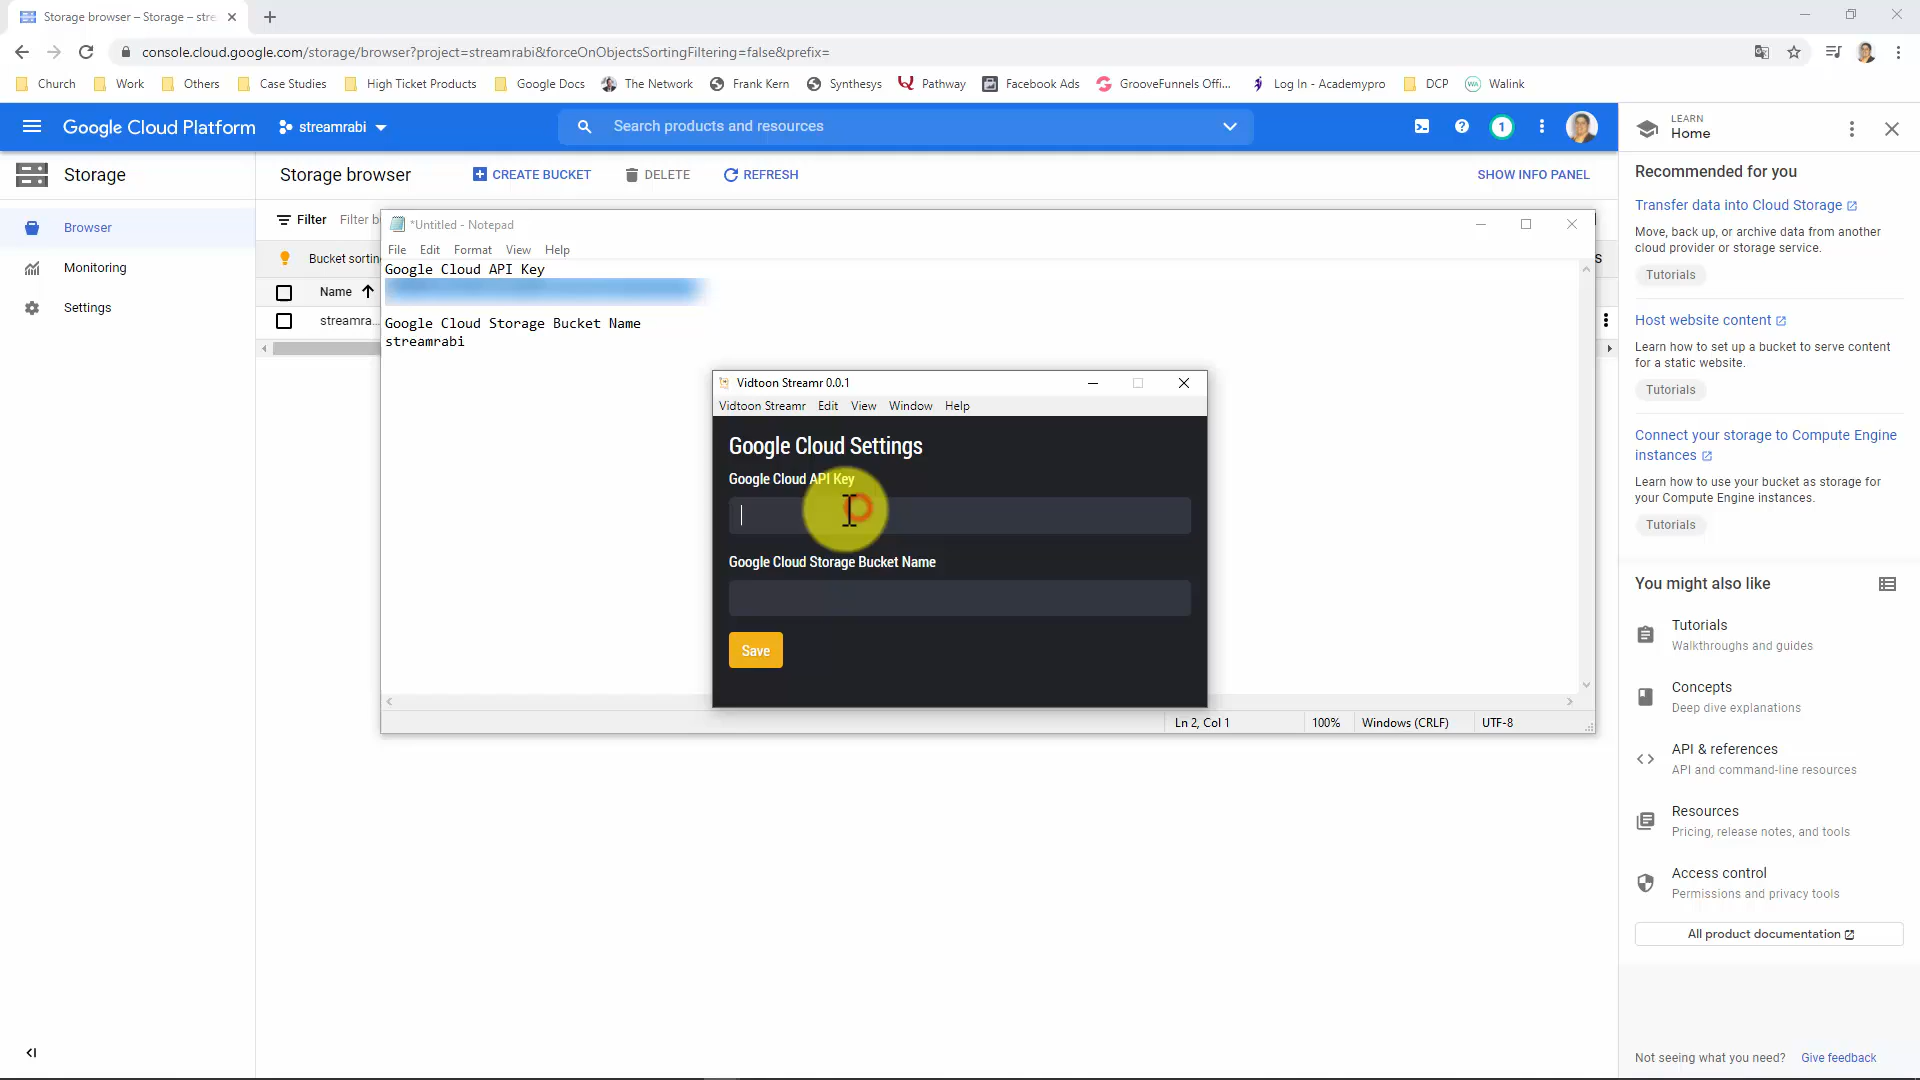 Storage browser – Storage – stre
console.cloud.google.com/storage/browser?project=streamrabi&forceOnObjectsSortingFiltering=false&prefix=
Church
Work
Others
Case Studies
High Ticket Products
Google Docs
The Network
Frank Kern
Synthesys
Pathway
Facebook Ads
GrooveFunnels Offi...
Log In - Academypro
DCP
WA
Walink
Google Cloud Platform
streamrabi
Search products and resources
1
LEARN
Home
Storage
Storage browser
CREATE BUCKET
DELETE
REFRESH
SHOW INFO PANEL
Browser
Monitoring
Settings
Filter
Filter b
Bucket sortin
s
Name
streamra...
*Untitled - Notepad
File
Edit
Format
View
Help
Google Cloud API Key
Google Cloud Storage Bucket Name
streamrabi
Ln 2, Col 1
100%
Windows (CRLF)
UTF-8
Vidtoon Streamr 0.0.1
Vidtoon Streamr
Edit
View
Window
Help
Google Cloud Settings
Google Cloud API Key
Google Cloud Storage Bucket Name
Save
Recommended for you
Transfer data into Cloud Storage
Move, back up, or archive data from another
cloud provider or storage service.
Tutorials
Host website content
Learn how to set up a bucket to serve content
for a static website.
Tutorials
Connect your storage to Compute Engine
instances
Learn how to use your bucket as storage for
your Compute Engine instances.
Tutorials
You might also like
Tutorials
Walkthroughs and guides
Concepts
Deep dive explanations
API & references
API and command-line resources
Resources
Pricing, release notes, and tools
Access control
Permissions and privacy tools
All product documentation
Not seeing what you need?
Give feedback